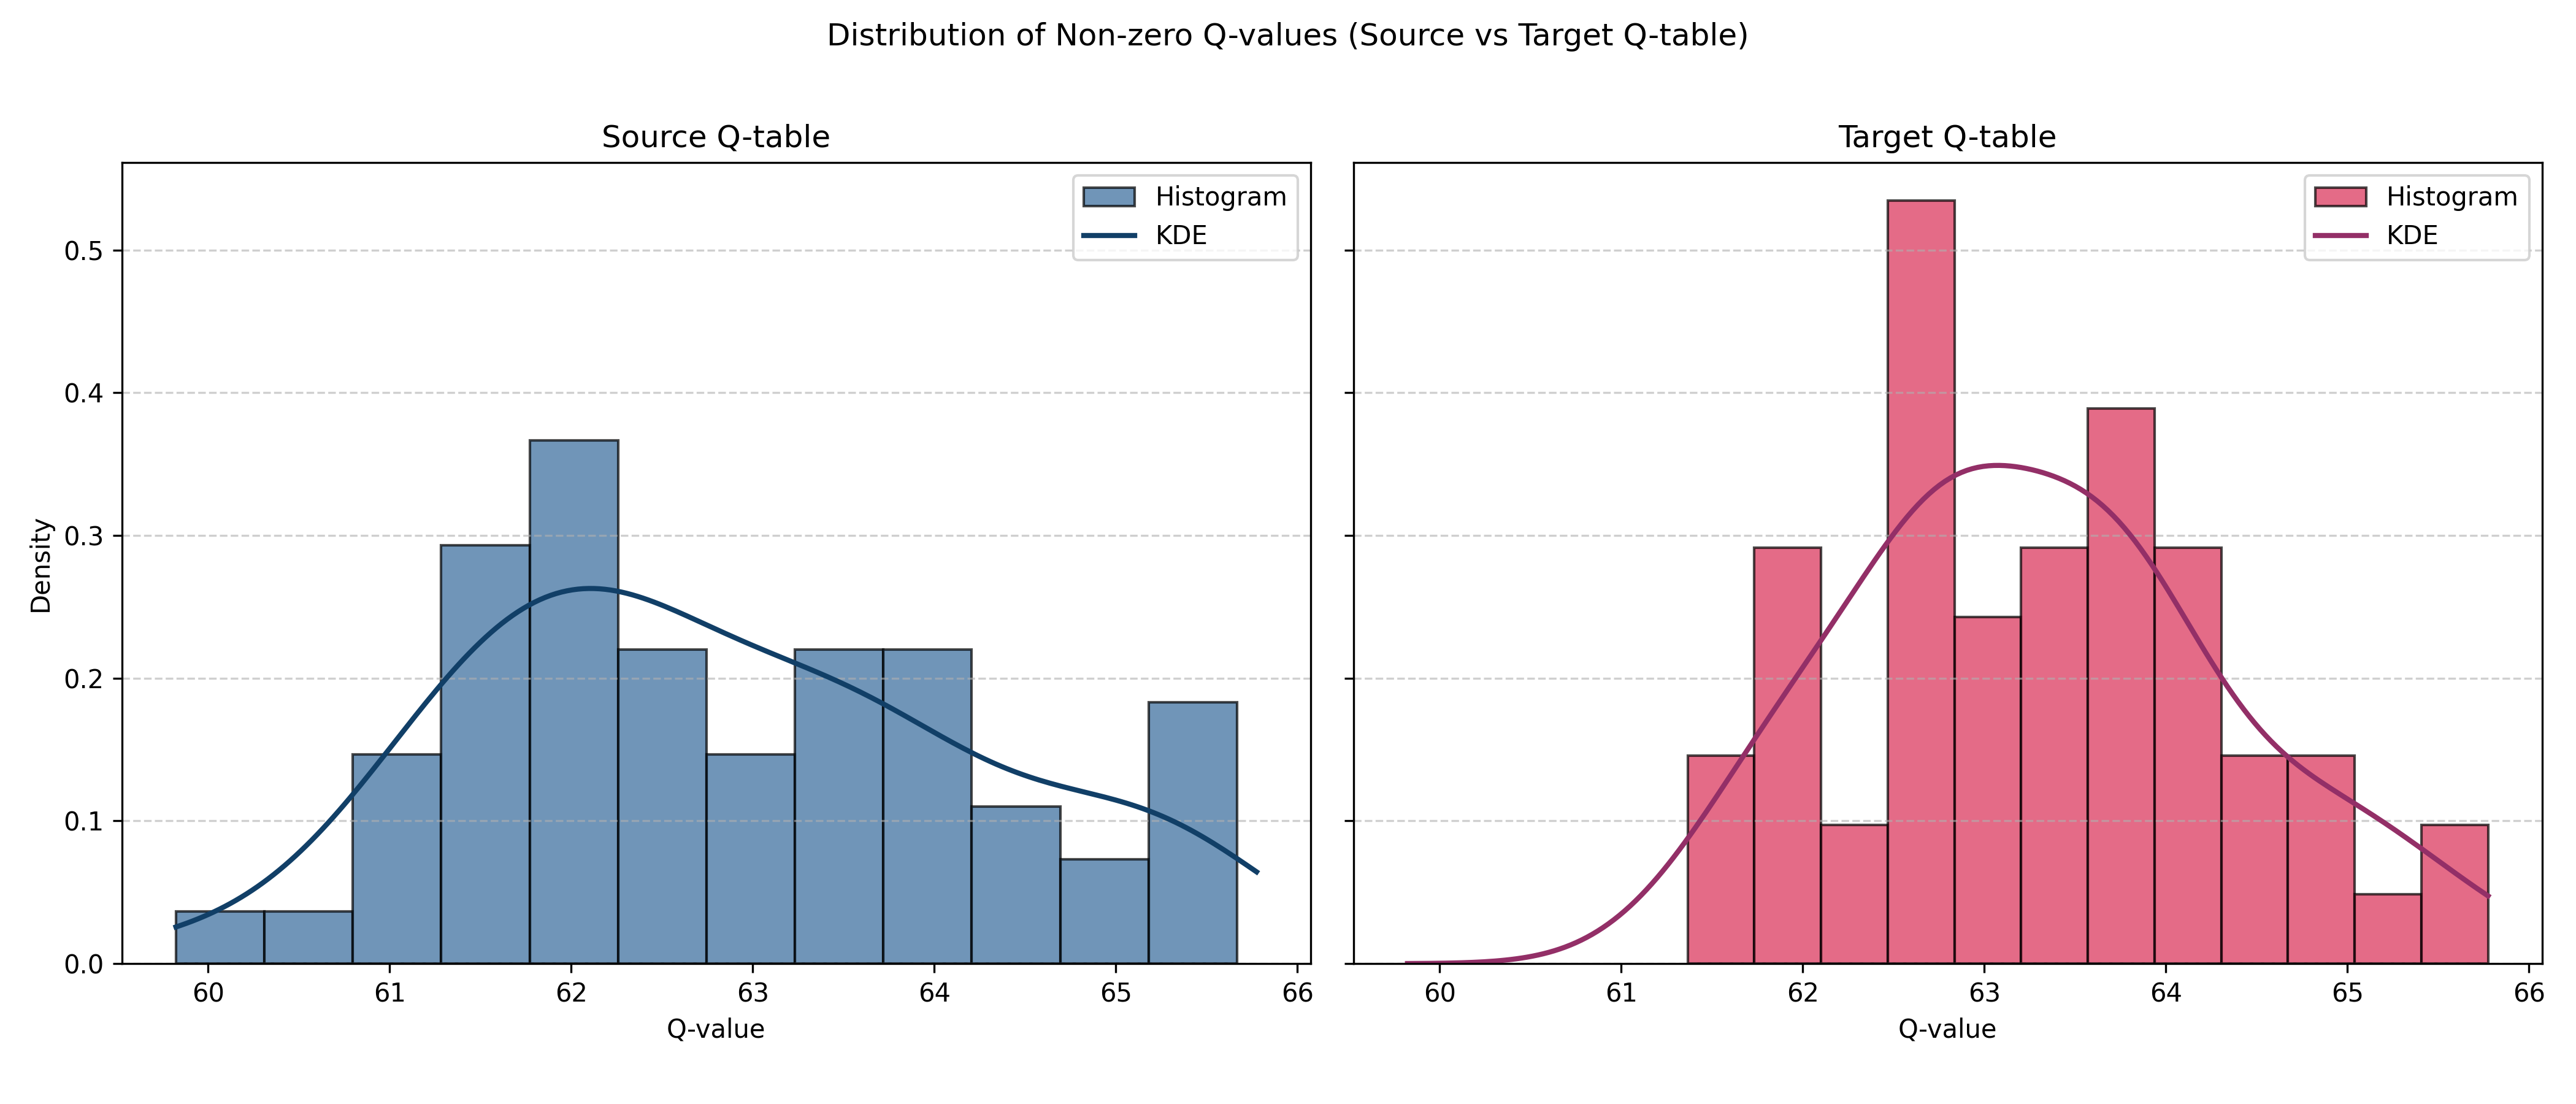 Distribution of Non-zero Q-values (Source vs Target Q-table)
Source Q-table
Histogram
KDE
Density
0.5
0.4
0.3
0.2
0.1
0.0
60 61 62 63 64 65 66
Q-value
Target Q-table
Histogram
KDE
60 61 62 63 64 65 66
Q-value